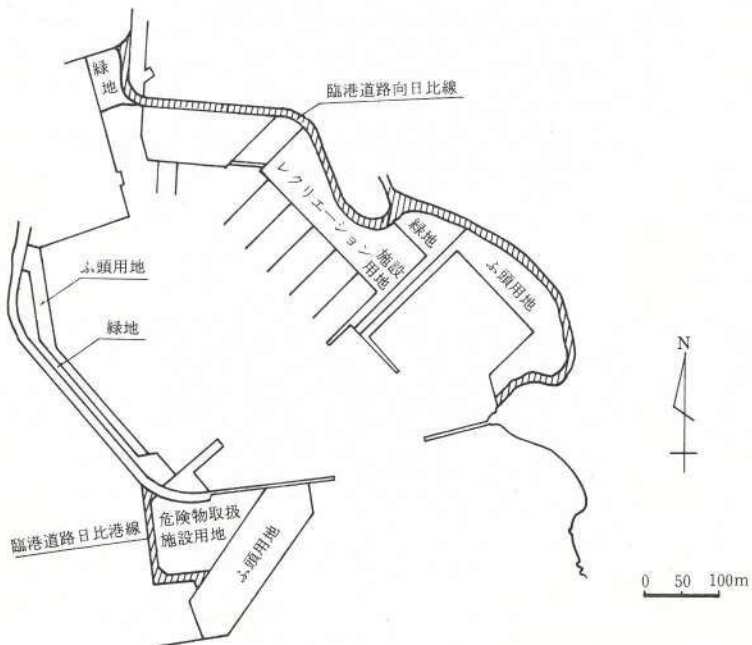 緑
地
臨港道路向日比線
レクリエーション施設
用地
緑地
ふ頭用地
ふ頭用地
緑地
N
臨港道路日比港線
危険物取扱
施設用地
ふ頭用地
0 50 100m